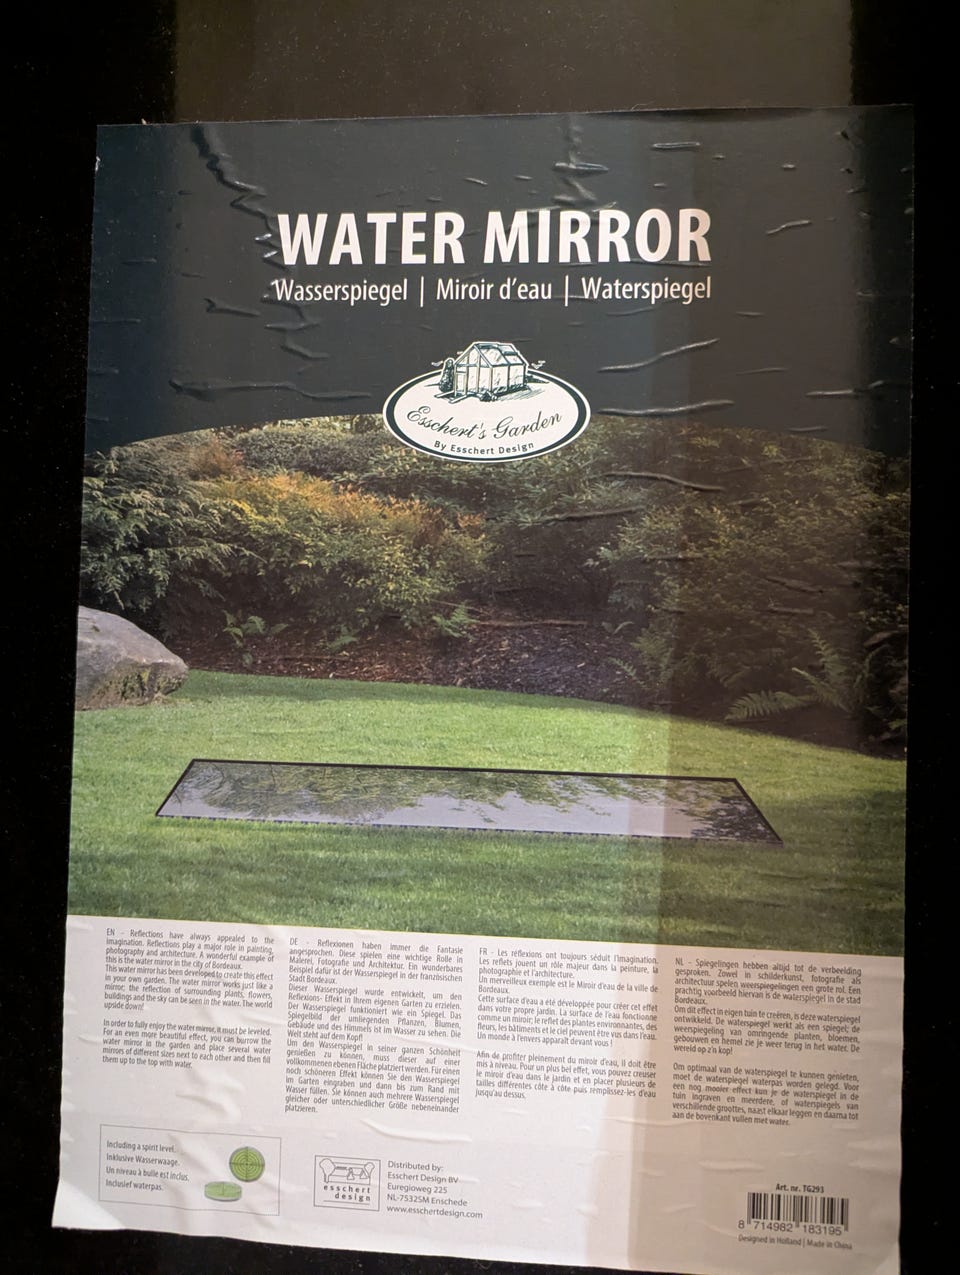 WATER MIRROR
Wasserspiegel | Miroir d'eau | Waterspiegel
Esschert's Garden
By Esschert Design
EN - Reflections have always appealed to the
imagination. Reflections play a major role in painting,
photography and architecture. A wonderful example of
this is the water mirror in the city of Bordeaux.
This water mirror has been developed to create this effect
in your own garden. The water mirror works just like a
mirror; the reflection of surrounding plants, flowers,
buildings and the sky can be seen in the water. The world
upside down!
In order to fully enjoy the water mirror, it must be leveled.
For an even more beautiful effect, you can burrow the
water mirror in the garden and place several water
mirrors of different sizes next to each other and then fill
them up to the top with water.
DE - Reflexionen haben immer die Fantasie
angesprochen. Diese spielen eine wichtige Rolle in
Malerei, Fotografie und Architektur. Ein wunderbares
Beispiel dafür ist der Wasserspiegel in der französischen
Stadt Bordeaux.
Dieser Wasserspiegel wurde entwickelt, um den
Reflexions- Effekt in Ihrem eigenen Garten zu erzielen.
Der Wasserspiegel funktioniert wie ein Spiegel. Das
Spiegelbild der umliegenden Pflanzen, Blumen,
Gebäude und des Himmels ist im Wasser zu sehen. Die
Welt steht auf dem Kopf!
Um den Wasserspiegel in seiner ganzen Schönheit
genießen zu können, muss dieser auf einer
vollkommenen ebenen Fläche platziert werden. Für einen
noch schöneren Effekt können Sie den Wasserspiegel
im Garten eingraben und dann bis zum Rand mit
Wasser füllen. Sie können auch mehrere Wasserspiegel
gleicher oder unterschiedlicher Größe nebeneinander
platzieren.
FR - Les réflexions ont toujours séduit l'imagination.
Les reflets jouent un rôle majeur dans la peinture, la
photographie et l'architecture.
Un merveilleux exemple est le Miroir d'eau de la ville de
Bordeaux.
Cette surface d'eau a été développée pour créer cet effet
dans votre propre jardin. La surface de l'eau fonctionne
comme un miroir; le reflet des plantes environnantes, des
fleurs, les bâtiments et le ciel peuvent être vus dans l'eau.
Un monde à l'envers apparaît devant vous !
Afin de profiter pleinement du miroir d'eau, il doit être
mis à niveau. Pour un plus bel effet, vous pouvez creuser
le miroir d'eau dans le jardin et en placer plusieurs de
tailles différentes côte à côte puis remplissez-les d'eau
jusqu'au dessus.
NL - Spiegelingen hebben altijd tot de verbeelding
gesproken. Zowel in schilderkunst, fotografie als
architectuur spelen weerspiegelingen een grote rol. Een
prachtig voorbeeld hiervan is de waterspiegel in de stad
Bordeaux.
Om dit effect in eigen tuin te creëren, is deze waterspiegel
ontwikkeld. De waterspiegel werkt als een spiegel; de
weerspiegeling van omringende planten, bloemen,
gebouwen en hemel zie je weer terug in het water. De
wereld op z'n kop!
Om optimaal van de waterspiegel te kunnen genieten,
moet de waterspiegel waterpas worden gelegd. Voor
een nog mooier effect kun je de waterspiegel in de
tuin ingraven en meerdere, of waterspiegels van
verschillende groottes, naast elkaar leggen en daarna tot
aan de bovenkant vullen met water.
Including a spirit level.
Inklusive Wasserwaage.
Un niveau à bulle est inclus.
Inclusief waterpas.
esschert
design
Distributed by:
Esschert Design BV
Euregioweg 225
NL-7532SM Enschede
www.esschertdesign.com
Art. nr. TG293
8 714982 183195
Designed in Holland | Made in China